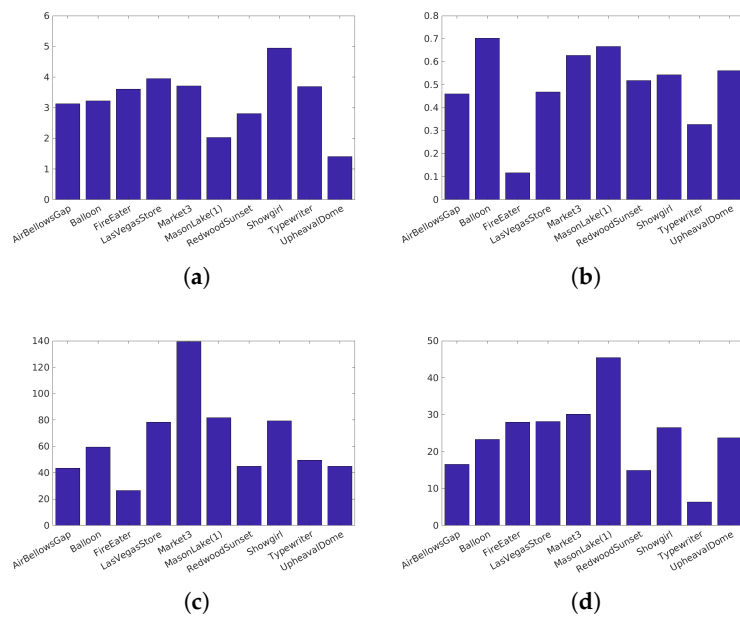 6
5
4
3
2
1
0
AirBellowsGap
Balloon
FireEater
LasVegasStore
Market3
MasonLake(1)
RedwoodSunset
Showgirl
Typewriter
UpheavalDome
(a)
0.8
0.7
0.6
0.5
0.4
0.3
0.2
0.1
0
AirBellowsGap
Balloon
FireEater
LasVegasStore
Market3
MasonLake(1)
RedwoodSunset
Showgirl
Typewriter
UpheavalDome
(b)
140
120
100
80
60
40
20
0
AirBellowsGap
Balloon
FireEater
LasVegasStore
Market3
MasonLake(1)
RedwoodSunset
Showgirl
Typewriter
UpheavalDome
(c)
50
40
30
20
10
0
AirBellowsGap
Balloon
FireEater
LasVegasStore
Market3
MasonLake(1)
RedwoodSunset
Showgirl
Typewriter
UpheavalDome
(d)